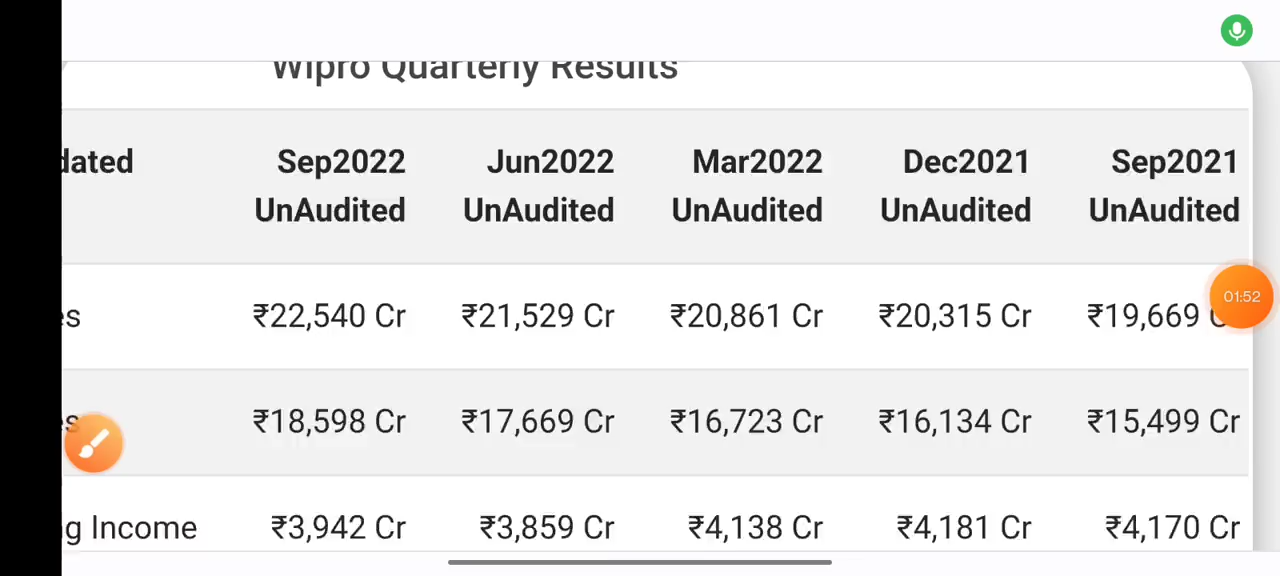 Wipro Quarterly Results
dated Sep2022 Jun2022 Mar2022 Dec2021 Sep2021
UnAudited UnAudited UnAudited UnAudited UnAudited
es ₹22,540 Cr ₹21,529 Cr ₹20,861 Cr ₹20,315 Cr ₹19,669 C
01:52
es ₹18,598 Cr ₹17,669 Cr ₹16,723 Cr ₹16,134 Cr ₹15,499 Cr
g Income ₹3,942 Cr ₹3,859 Cr ₹4,138 Cr ₹4,181 Cr ₹4,170 Cr